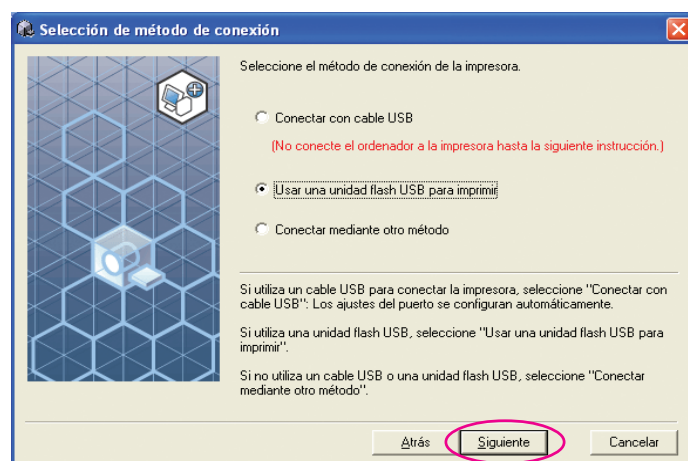 Selección de método de conexión
Seleccione el método de conexión de la impresora.
Conectar con cable USB
(No conecte el ordenador a la impresora hasta la siguiente instrucción.)
Usar una unidad flash USB para imprimir
Conectar mediante otro método
Si utiliza un cable USB para conectar la impresora, seleccione "Conectar con
cable USB": Los ajustes del puerto se configuran automáticamente.
Si utiliza una unidad flash USB, seleccione "Usar una unidad flash USB para
imprimir".
Si no utiliza un cable USB o una unidad flash USB, seleccione "Conectar
mediante otro método".
Atrás
Siguiente
Cancelar